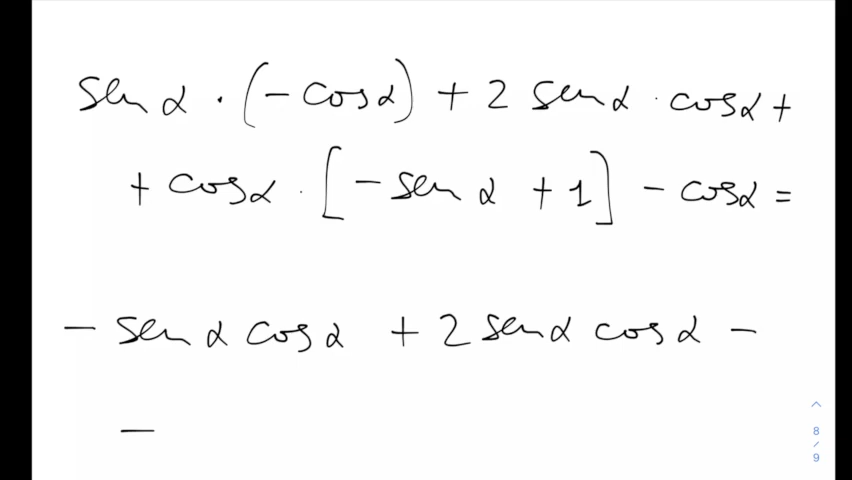 sen α · (- cos α) + 2 sen α · cos α +
+ cos α · [- sen α + 1] - cos α =
- sen α cos α + 2 sen α cos α -
-
8
/
9